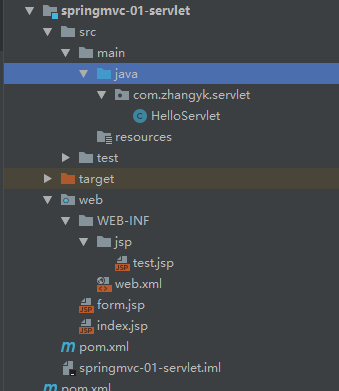 springmvc-01-servlet
src
main
java
com.zhangyk.servlet
HelloServlet
resources
test
target
web
WEB-INF
jsp
test.jsp
web.xml
form.jsp
index.jsp
pom.xml
springmvc-01-servlet.iml
pom.xml